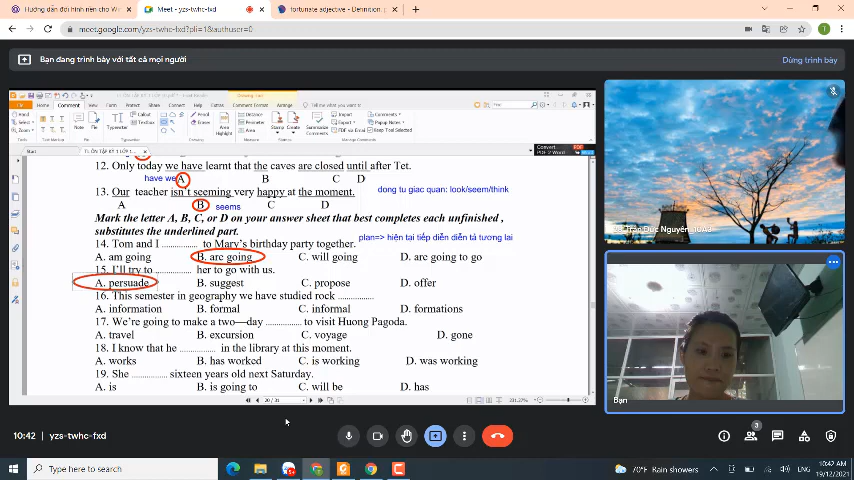 Hướng dẫn đổi hình nền cho Wi
Meet - yzs-twhc-fxd
fortunate adjective - Definition, p
meet.google.com/yzs-twhc-fxd?pli=1&authuser=0
Bạn đang trình bày với tất cả mọi người
Dừng trình bày
12. Only today we have learnt that the caves are closed until after Tet.
have we A B C D
13. Our teacher isn't seeming very happy at the moment.
dong tu giac quan: look/seem/think
A B seems C D
Mark the letter A, B, C, or D on your answer sheet that best completes each unfinished ,
substitutes the underlined part.
plan=> hiện tại tiếp diễn diễn tả tương lai
14. Tom and I ............. to Mary's birthday party together.
A. am going B. are going C. will going D. are going to go
15. I'll try to ............. her to go with us.
A. persuade B. suggest C. propose D. offer
16. This semester in geography we have studied rock .............
A. information B. formal C. informal D. formations
17. We're going to make a two—day ............. to visit Huong Pagoda.
A. travel B. excursion C. voyage D. gone
18. I know that he ............. in the library at this moment.
A. works B. has worked C. is working D. was working
19. She ............. sixteen years old next Saturday.
A. is B. is going to C. will be D. has
Bạn
10:42 yzs-twhc-fxd
3
Type here to search
70°F Rain showers
10:42 AM
19/12/2021